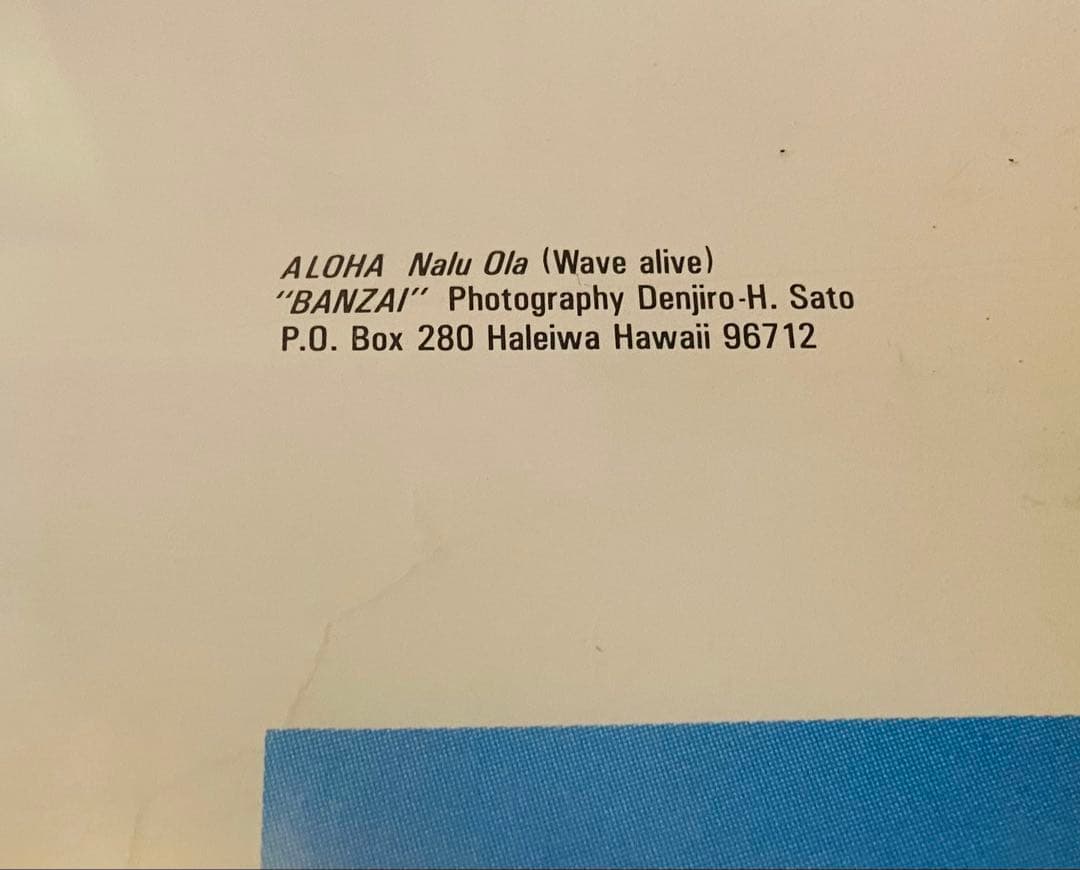 ALOHA Nalu Ola (Wave alive)
"BANZAI" Photography Denjiro-H. Sato
P.O. Box 280 Haleiwa Hawaii 96712